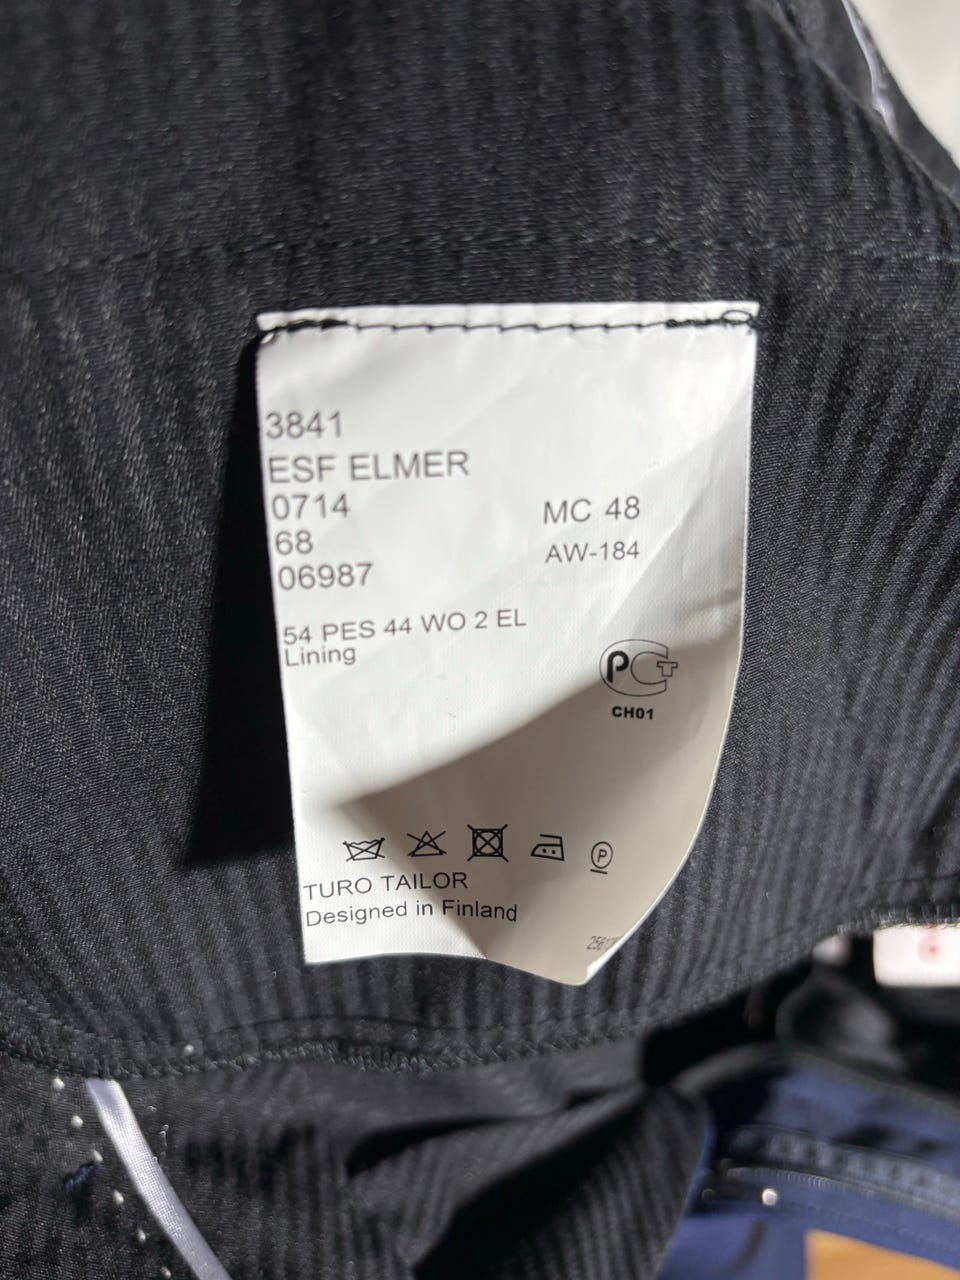 3841
ESF ELMER
0714
MC 48
68
AW-184
06987
54 PES 44 WO 2 EL
Lining
РСТ
CH01
P
TURO TAILOR
Designed in Finland